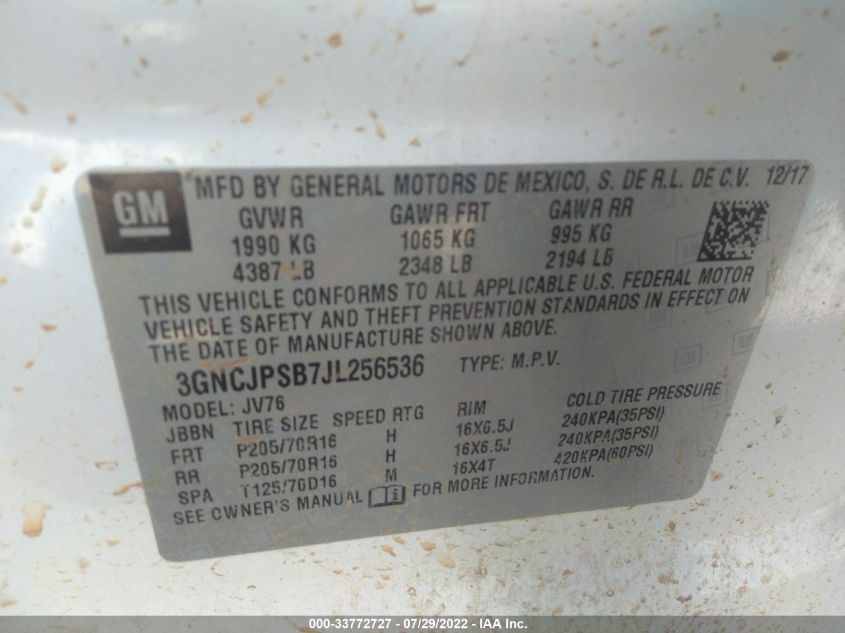 GM
MFD BY GENERAL MOTORS DE MEXICO, S. DE R.L. DE C.V. 12/17
GVWR GAWR FRT GAWR RR
1990 KG 1065 KG 995 KG
4387 LB 2348 LB 2194 LB
THIS VEHICLE CONFORMS TO ALL APPLICABLE U.S. FEDERAL MOTOR
VEHICLE SAFETY AND THEFT PREVENTION STANDARDS IN EFFECT ON
THE DATE OF MANUFACTURE SHOWN ABOVE.
3GNCJPSB7JL256536 TYPE: M.P.V.
MODEL: JV76
JBBN TIRE SIZE SPEED RTG RIM COLD TIRE PRESSURE
FRT P205/70R16 H 16X6.5J 240KPA(35PSI)
RR P205/70R16 H 16X6.5J 240KPA(35PSI)
SPA T125/70D16 M 16X4T 420KPA(60PSI)
SEE OWNER'S MANUAL FOR MORE INFORMATION.
000-33772727 - 07/29/2022 - IAA Inc.